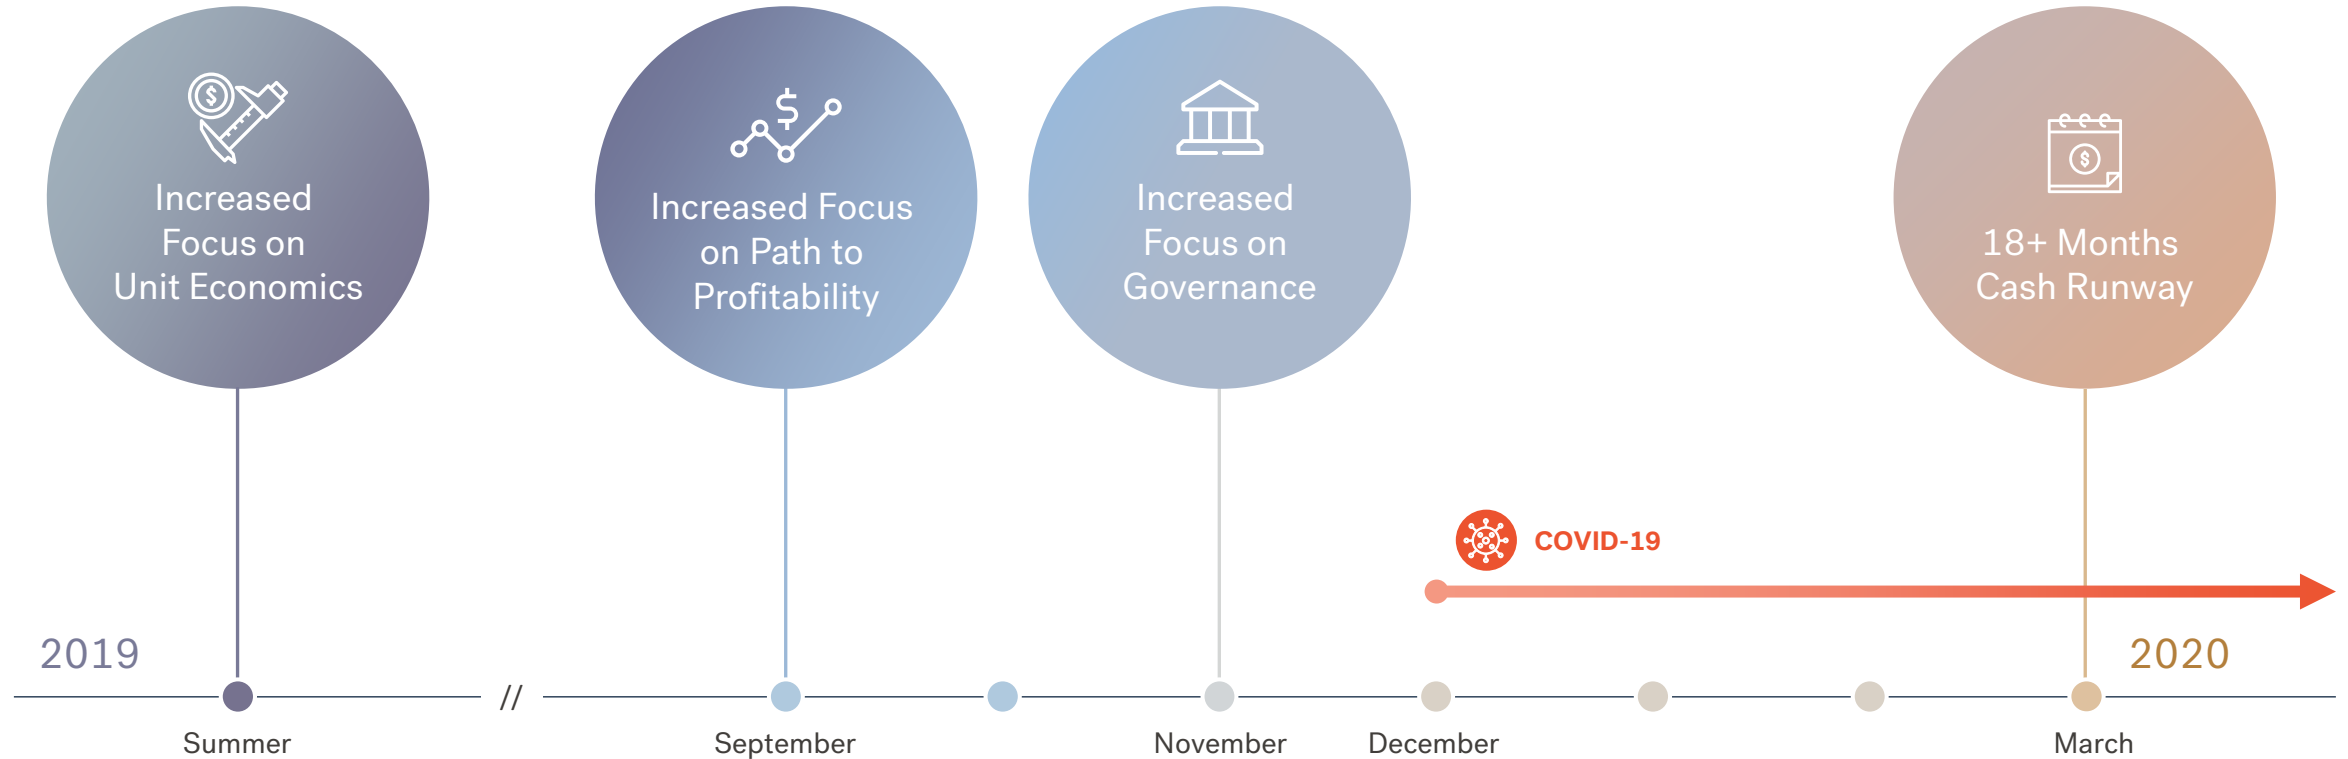 Increased
Focus on
Unit Economics
Increased Focus
on Path to
Profitability
Increased
Focus on
Governance
18+ Months
Cash Runway
COVID-19
2019
2020
//
Summer
September
November
December
March